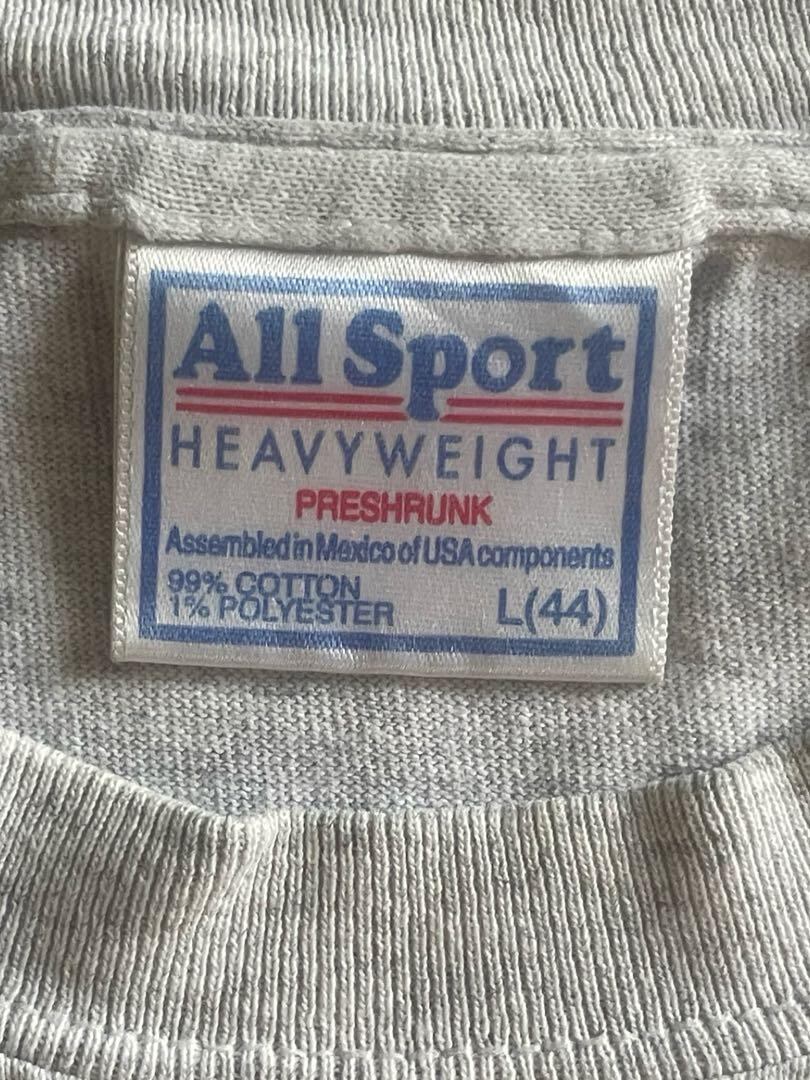 All Sport
HEAVYWEIGHT
PRESHRUNK
Assembled in Mexico of USA components
99% COTTON
1% POLYESTER
L(44)